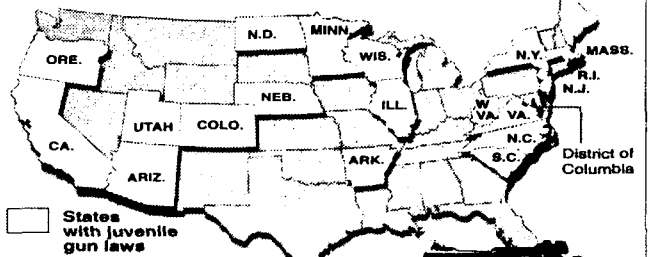 N.D.
MINN.
ORE.
WIS.
N.Y.
MASS.
R.I.
N.J.
NEB.
ILL.
W.
VA.
VA.
UTAH
COLO.
CA.
N.C.
ARK.
S.C.
District of
Columbia
ARIZ.
States
with juvenile
gun laws